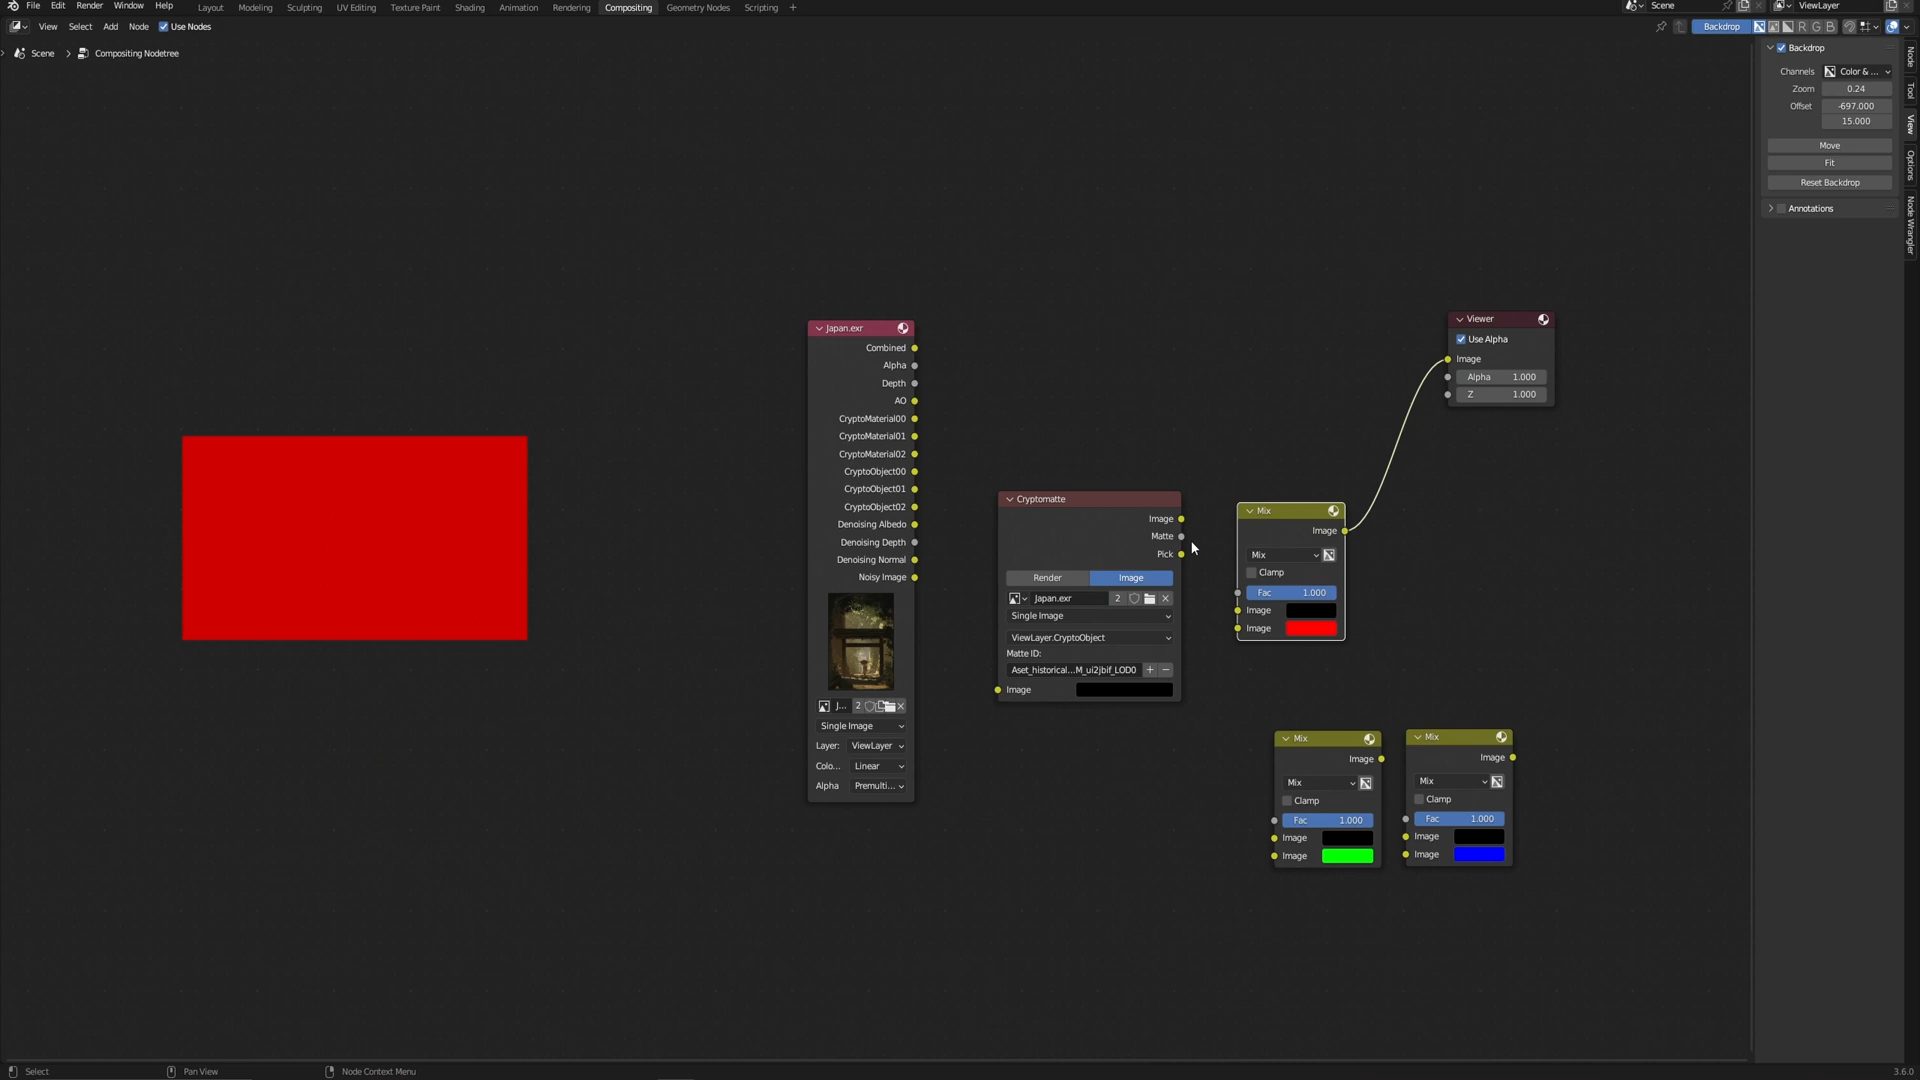 File Edit Render Window Help Layout Modeling Sculpting UV Editing Texture Paint Shading Animation Rendering Compositing Geometry Nodes Scripting + Scene ViewLayer
View Select Add Node Use Nodes Backdrop R G B
Scene > Compositing Nodetree
Backdrop
Channels Color & ...
Zoom 0.24
Offset -697.000
15.000
Move
Fit
Reset Backdrop
Annotations
Node
Tool
View
Options
Node Wrangler
Japan.exr
Combined
Alpha
Depth
AO
CryptoMaterial00
CryptoMaterial01
CryptoMaterial02
CryptoObject00
CryptoObject01
CryptoObject02
Denoising Albedo
Denoising Depth
Denoising Normal
Noisy Image
J... 2
Single Image
Layer: ViewLayer
Colo... Linear
Alpha Premulti...
Cryptomatte
Image
Matte
Pick
Render Image
Japan.exr 2
Single Image
ViewLayer.CryptoObject
Matte ID:
Aset_historical...M_ui2jbif_LOD0 + −
Image
Mix
Image
Mix
Clamp
Fac 1.000
Image
Image
Viewer
Use Alpha
Image
Alpha 1.000
Z 1.000
Mix
Image
Mix
Clamp
Fac 1.000
Image
Image
Mix
Image
Mix
Clamp
Fac 1.000
Image
Image
Select Pan View Node Context Menu 3.6.0